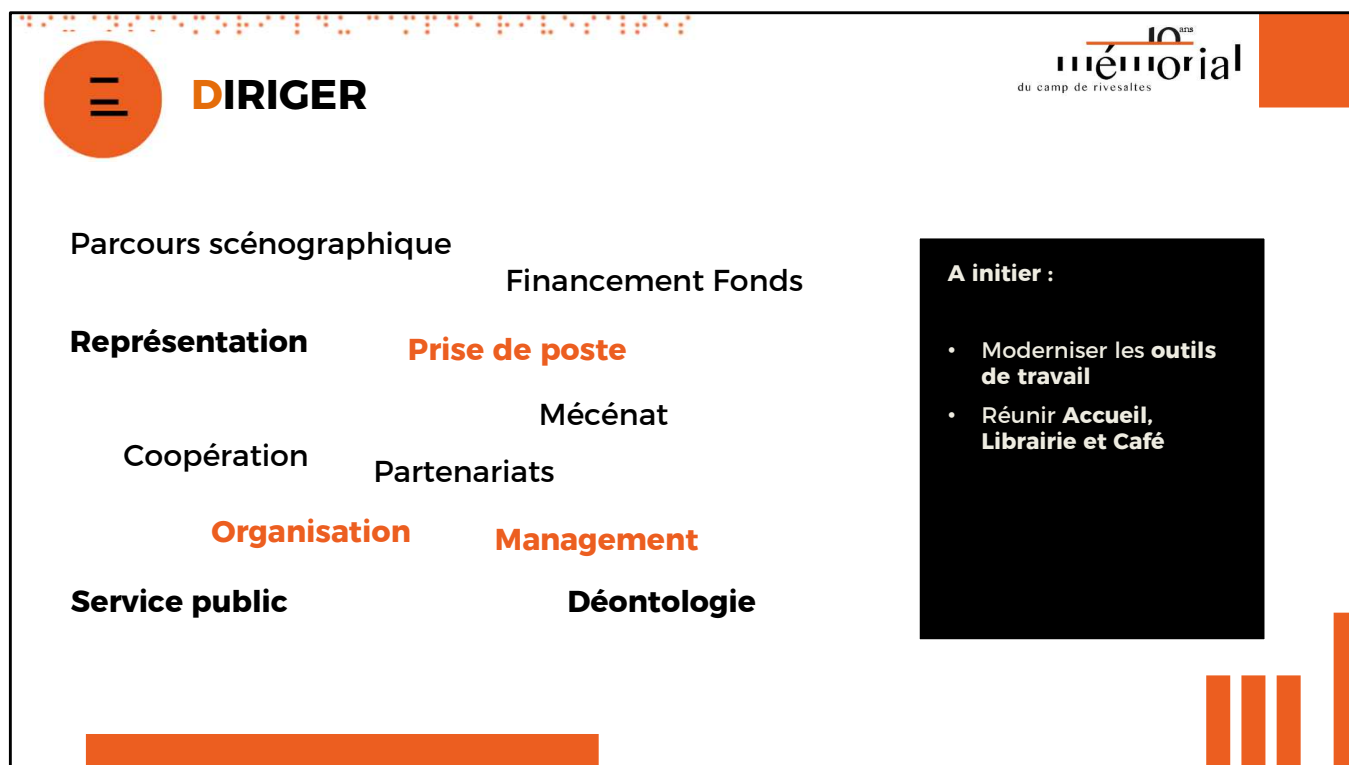 DIRIGER
10 ans
mémorial
du camp de rivesaltes
Parcours scénographique
Financement Fonds
Représentation
Prise de poste
Mécénat
Coopération
Partenariats
Organisation
Management
Service public
Déontologie
A initier :
• Moderniser les outils
de travail
• Réunir Accueil,
Librairie et Café